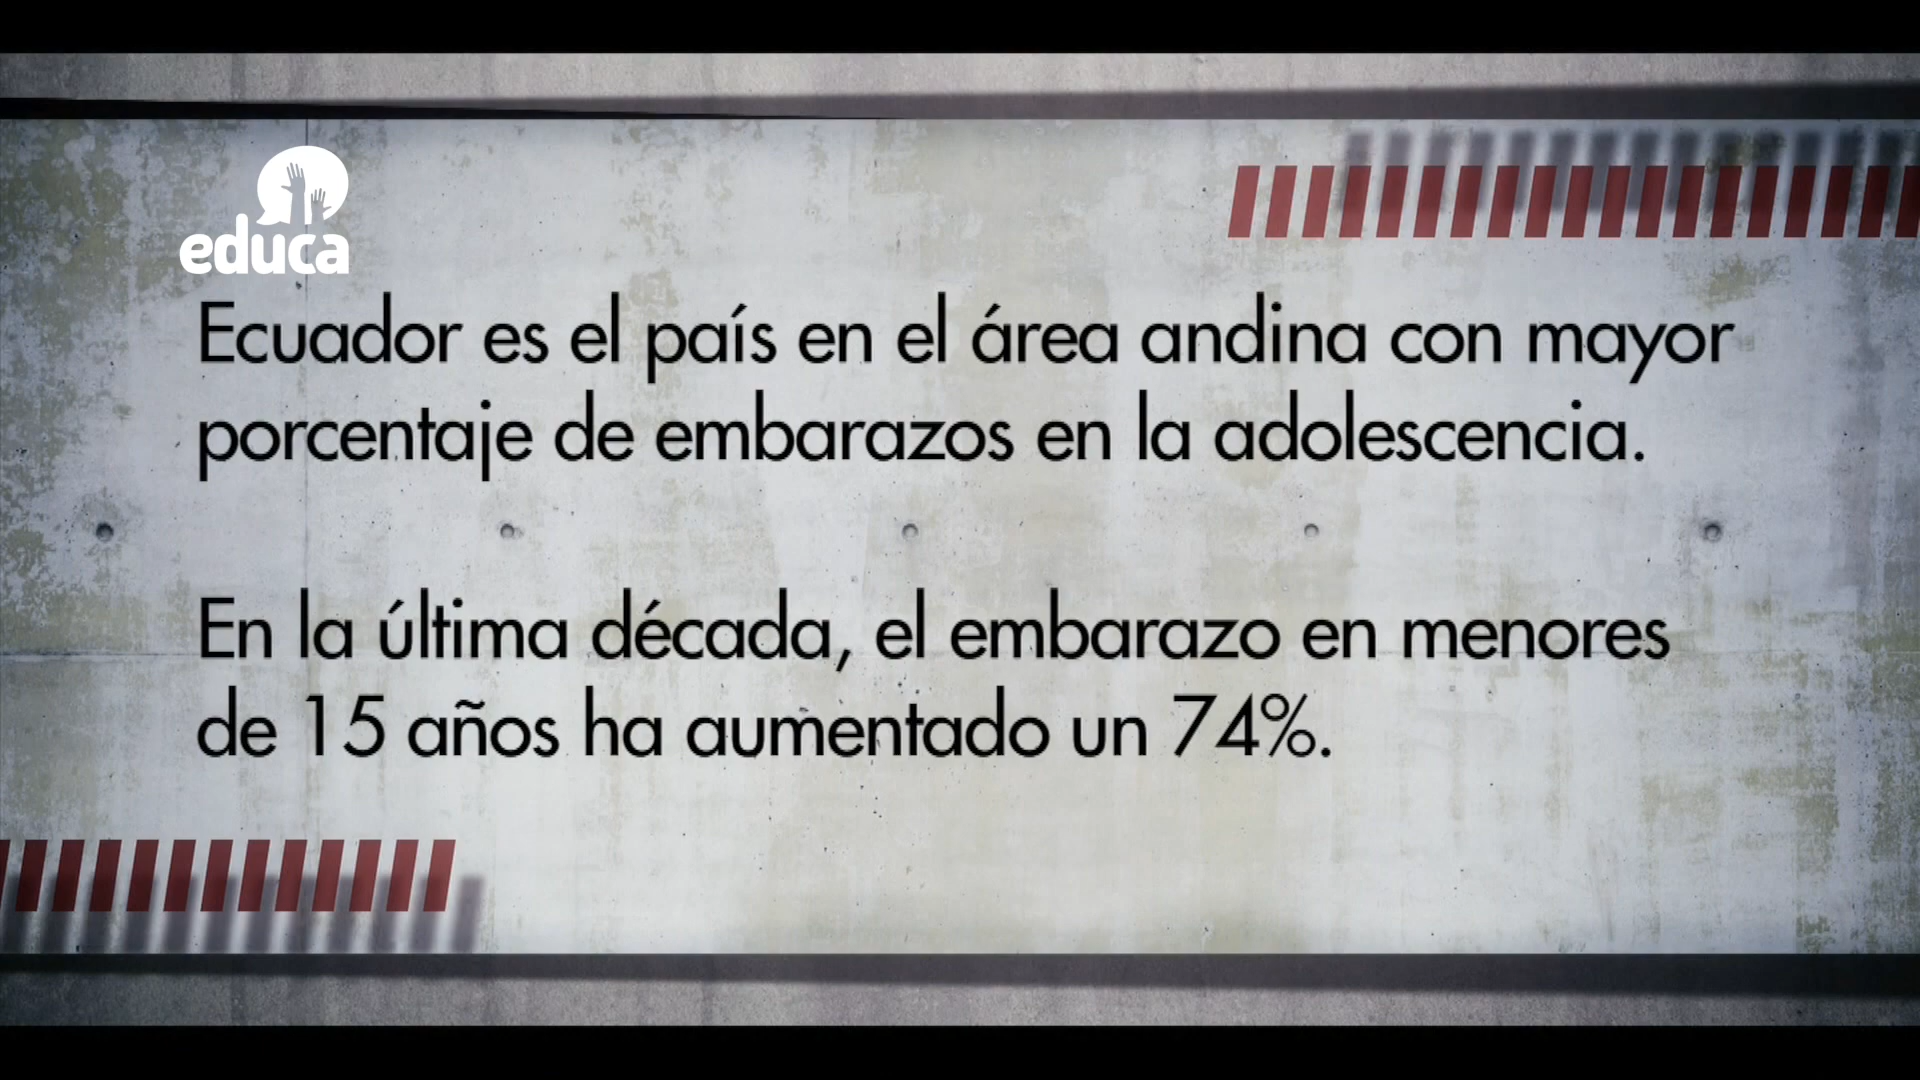 educa
Ecuador es el país en el área andina con mayor
porcentaje de embarazos en la adolescencia.
En la última década, el embarazo en menores
de 15 años ha aumentado un 74%.